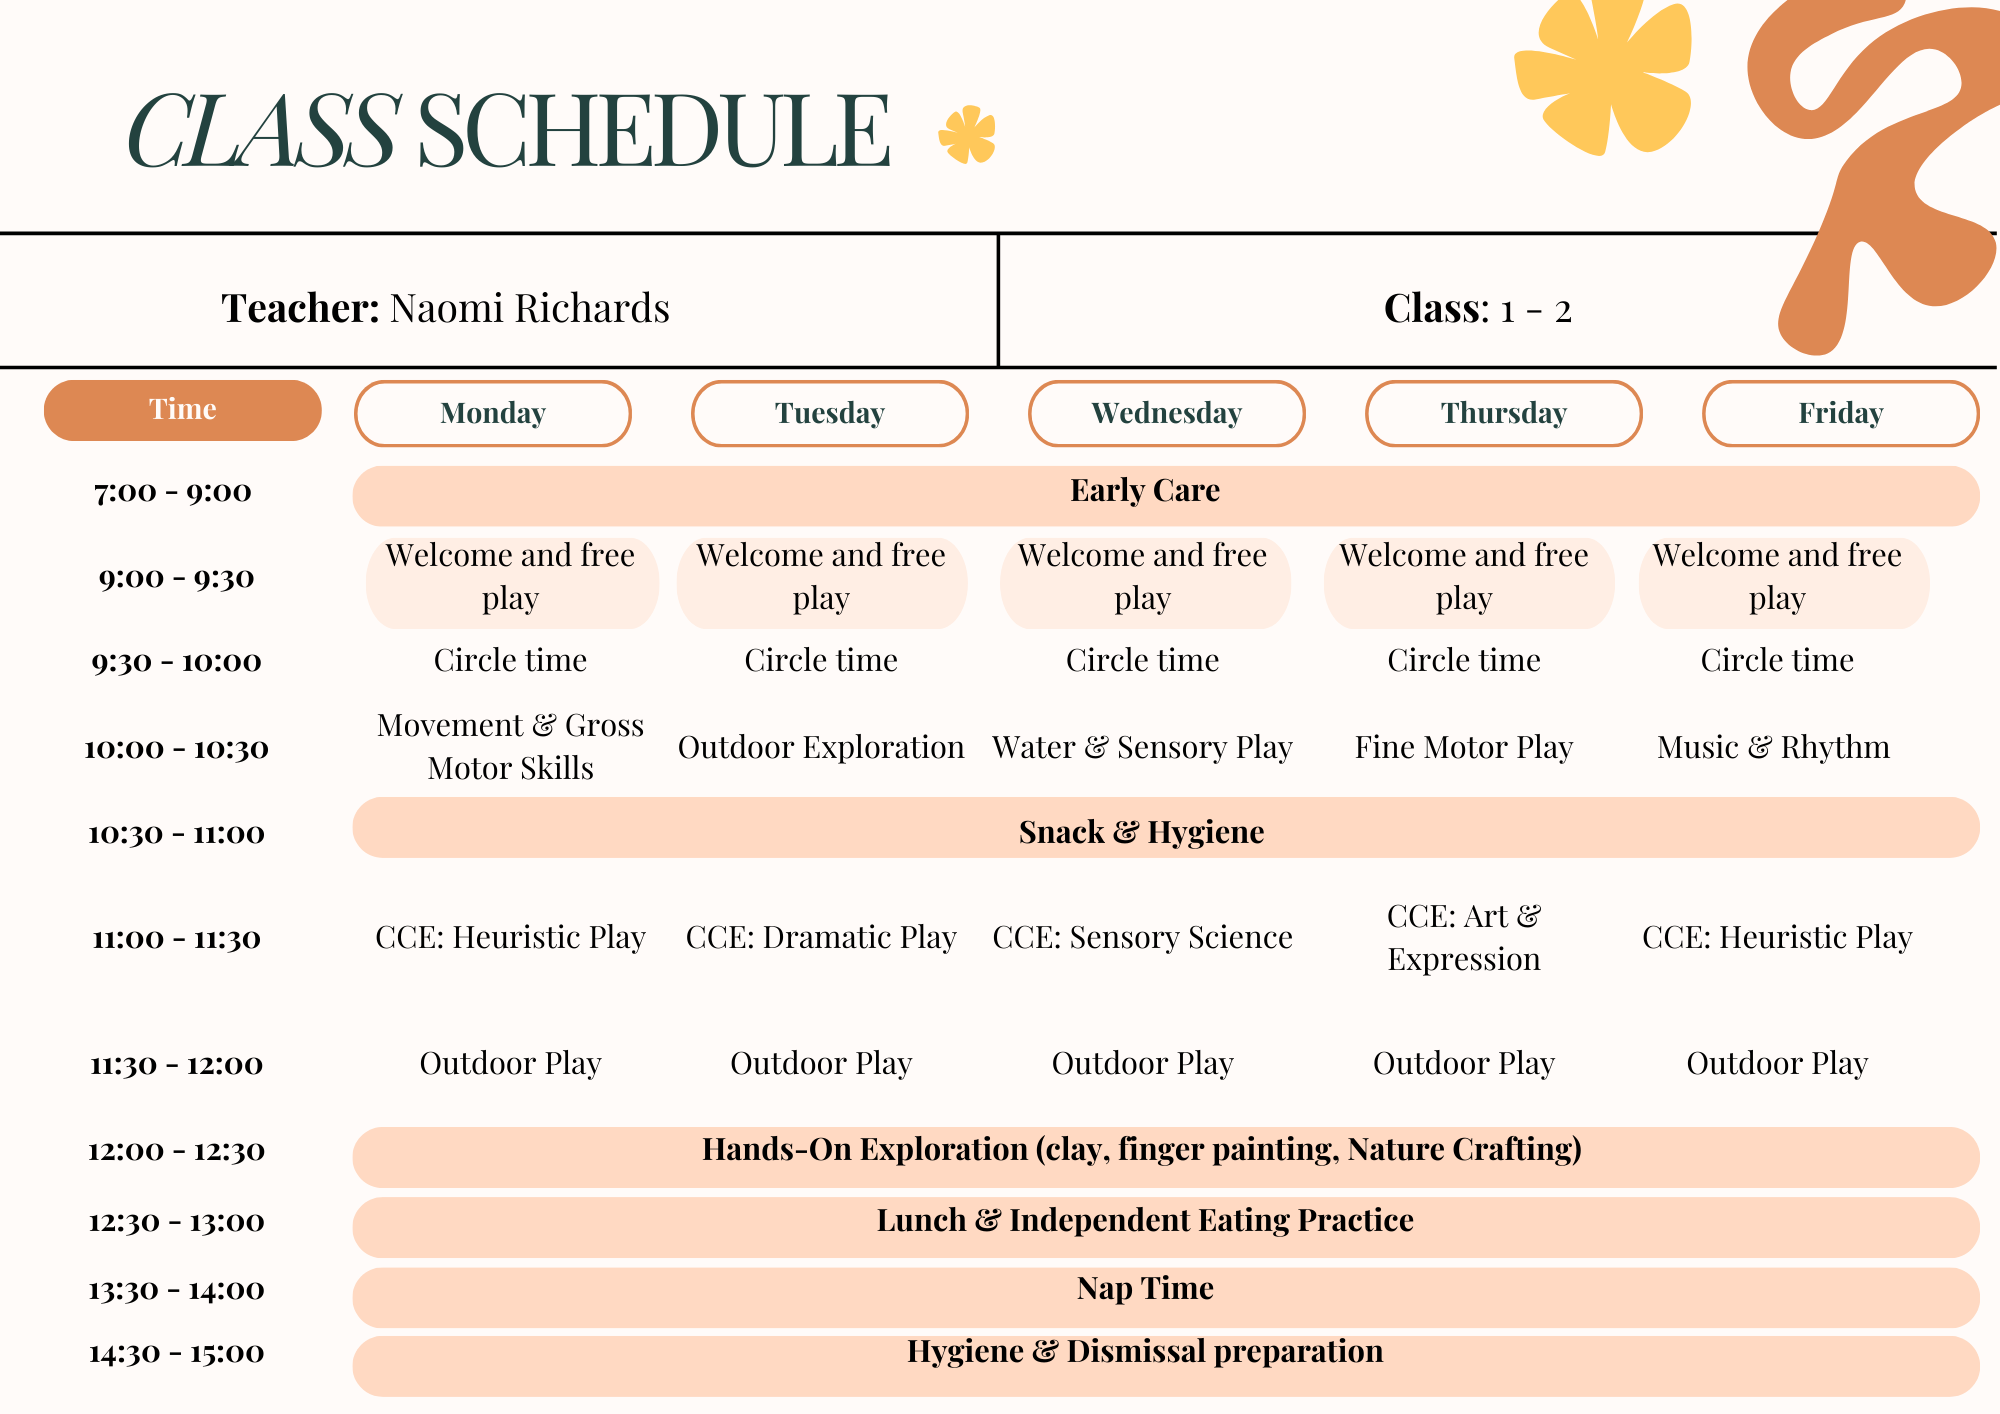 CLASS SCHEDULE
Teacher: Naomi Richards
Class: 1 - 2
Time Monday Tuesday Wednesday Thursday Friday
7:00 - 9:00 Early Care
9:00 - 9:30 Welcome and free play Welcome and free play Welcome and free play Welcome and free play Welcome and free play
9:30 - 10:00 Circle time Circle time Circle time Circle time Circle time
10:00 - 10:30 Movement & Gross Motor Skills Outdoor Exploration Water & Sensory Play Fine Motor Play Music & Rhythm
10:30 - 11:00 Snack & Hygiene
11:00 - 11:30 CCE: Heuristic Play CCE: Dramatic Play CCE: Sensory Science CCE: Art & Expression CCE: Heuristic Play
11:30 - 12:00 Outdoor Play Outdoor Play Outdoor Play Outdoor Play Outdoor Play
12:00 - 12:30 Hands-On Exploration (clay, finger painting, Nature Crafting)
12:30 - 13:00 Lunch & Independent Eating Practice
13:30 - 14:00 Nap Time
14:30 - 15:00 Hygiene & Dismissal preparation